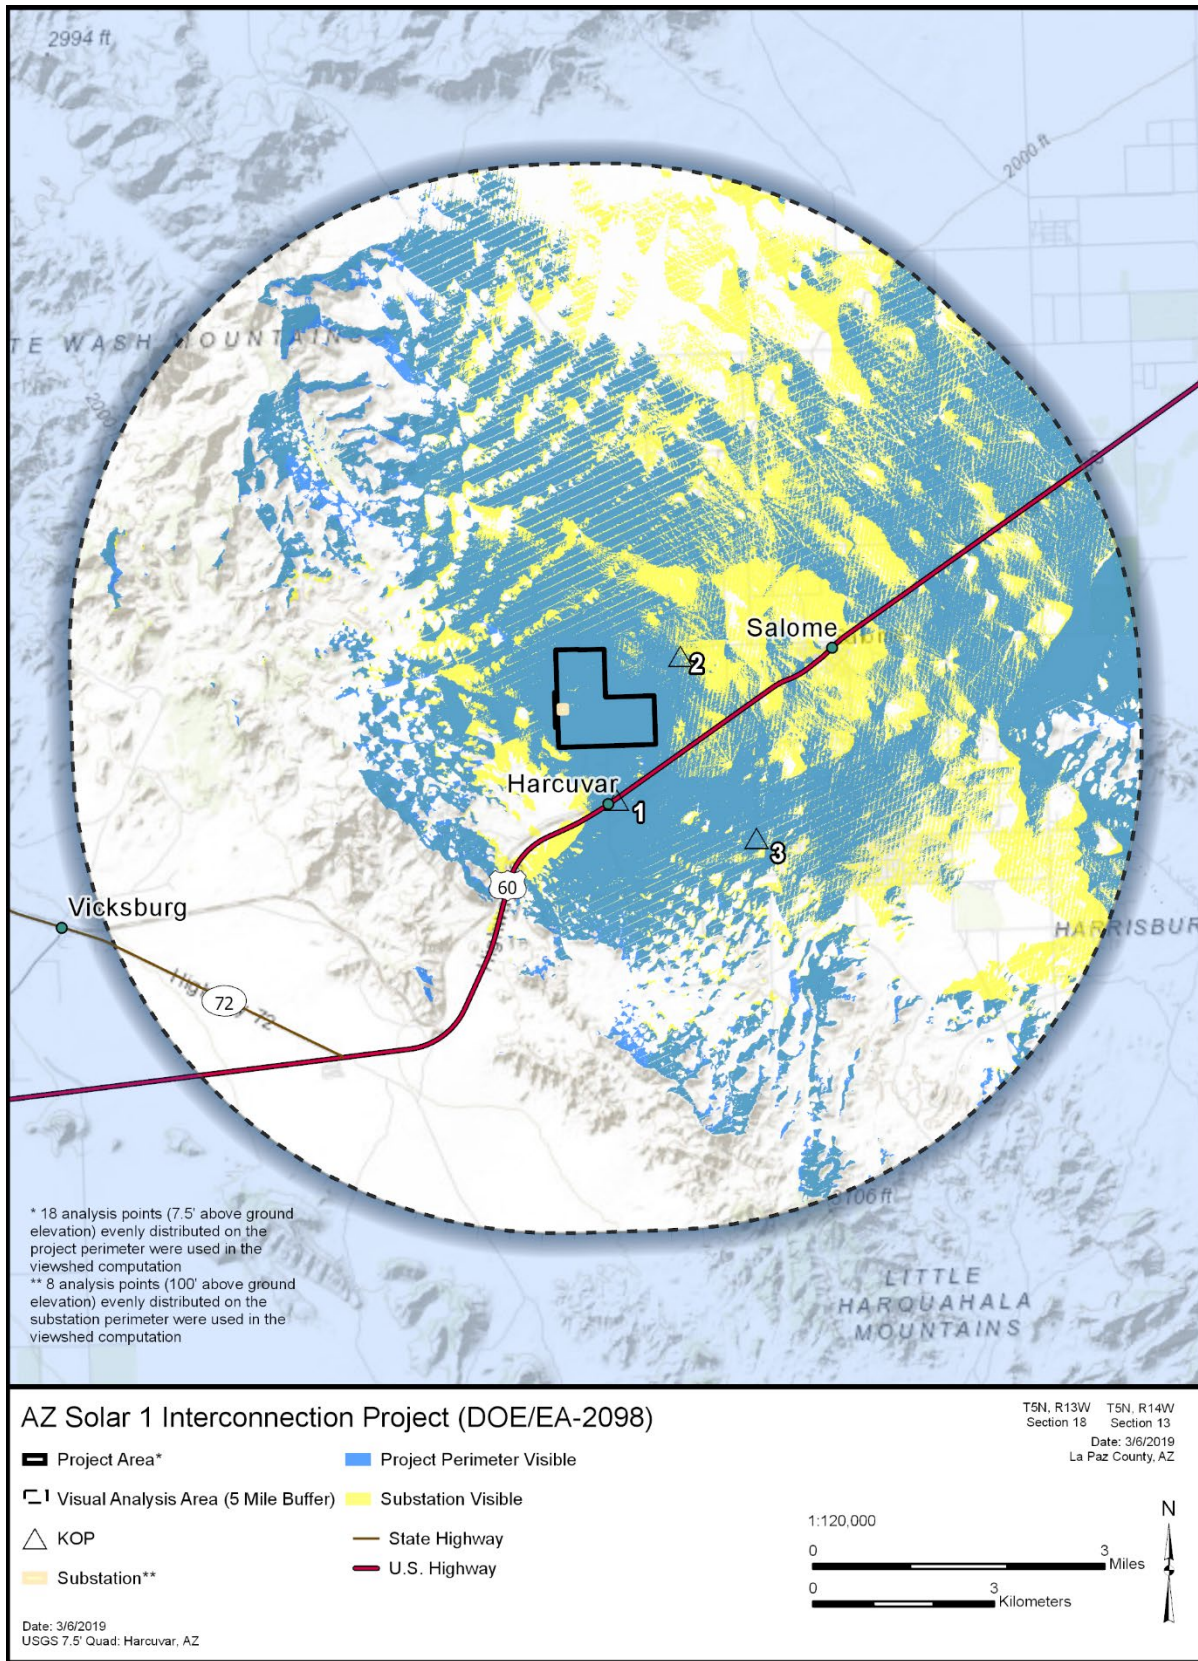 2994 ft
2000 ft
TE WASH MOUNTAINS
2000
Salome
2
Harcuvar
1
3
60
Vicksburg
HARRISBUR
Highway 72
72
3106 ft
* 18 analysis points (7.5' above ground
elevation) evenly distributed on the
project perimeter were used in the
viewshed computation
** 8 analysis points (100' above ground
elevation) evenly distributed on the
substation perimeter were used in the
viewshed computation
LITTLE
HARQUAHALA
MOUNTAINS
AZ Solar 1 Interconnection Project (DOE/EA-2098)
T5N, R13W T5N, R14W
Section 18 Section 13
Date: 3/6/2019
La Paz County, AZ
Project Area*
Project Perimeter Visible
Visual Analysis Area (5 Mile Buffer)
Substation Visible
KOP
State Highway
Substation**
U.S. Highway
1:120,000
N
0 3
Miles
0 3
Kilometers
Date: 3/6/2019
USGS 7.5' Quad: Harcuvar, AZ